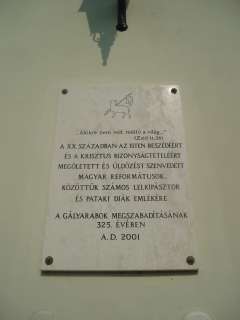 „Akikre nem volt méltó a világ..."
(Zsid 11,38)
A XX. SZÁZADBAN AZ ISTEN BESZÉDÉÉRT
ÉS A KRISZTUS BIZONYSÁGTÉTELÉÉRT
MEGÖLETETT ÉS ÜLDÖZÉST SZENVEDETT
MAGYAR REFORMÁTUSOK,
KÖZÖTTÜK SZÁMOS LELKIPÁSZTOR
ÉS PATAKI DIÁK EMLÉKÉRE
A GÁLYARABOK MEGSZABADÍTÁSÁNAK
325. ÉVÉBEN
A.D. 2001